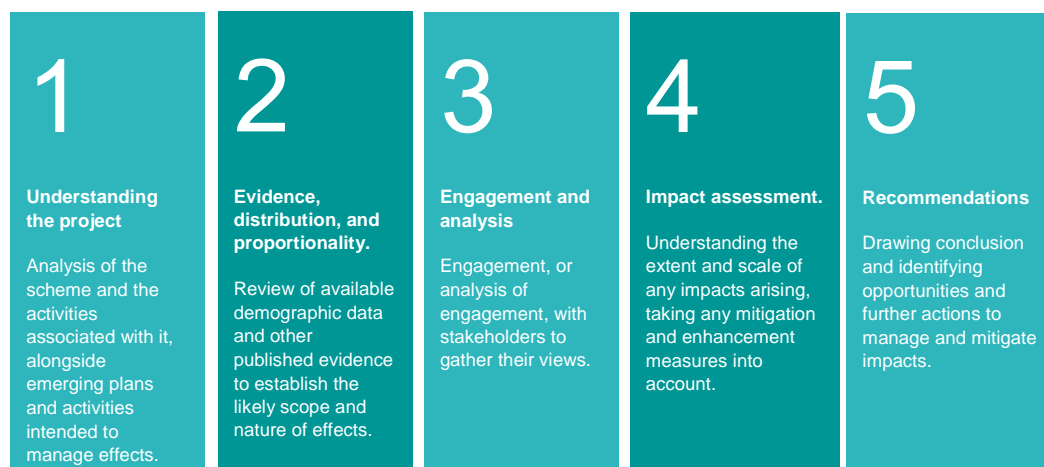 1
Understanding
the project
Analysis of the
scheme and the
activities
associated with it,
alongside
emerging plans
and activities
intended to
manage effects.
2
Evidence,
distribution, and
proportionality.
Review of available
demographic data
and other
published evidence
to establish the
likely scope and
nature of effects.
3
Engagement and
analysis
Engagement, or
analysis of
engagement, with
stakeholders to
gather their views.
4
Impact assessment.
Understanding the
extent and scale of
any impacts arising,
taking any mitigation
and enhancement
measures into
account.
5
Recommendations
Drawing conclusion
and identifying
opportunities and
further actions to
manage and mitigate
impacts.